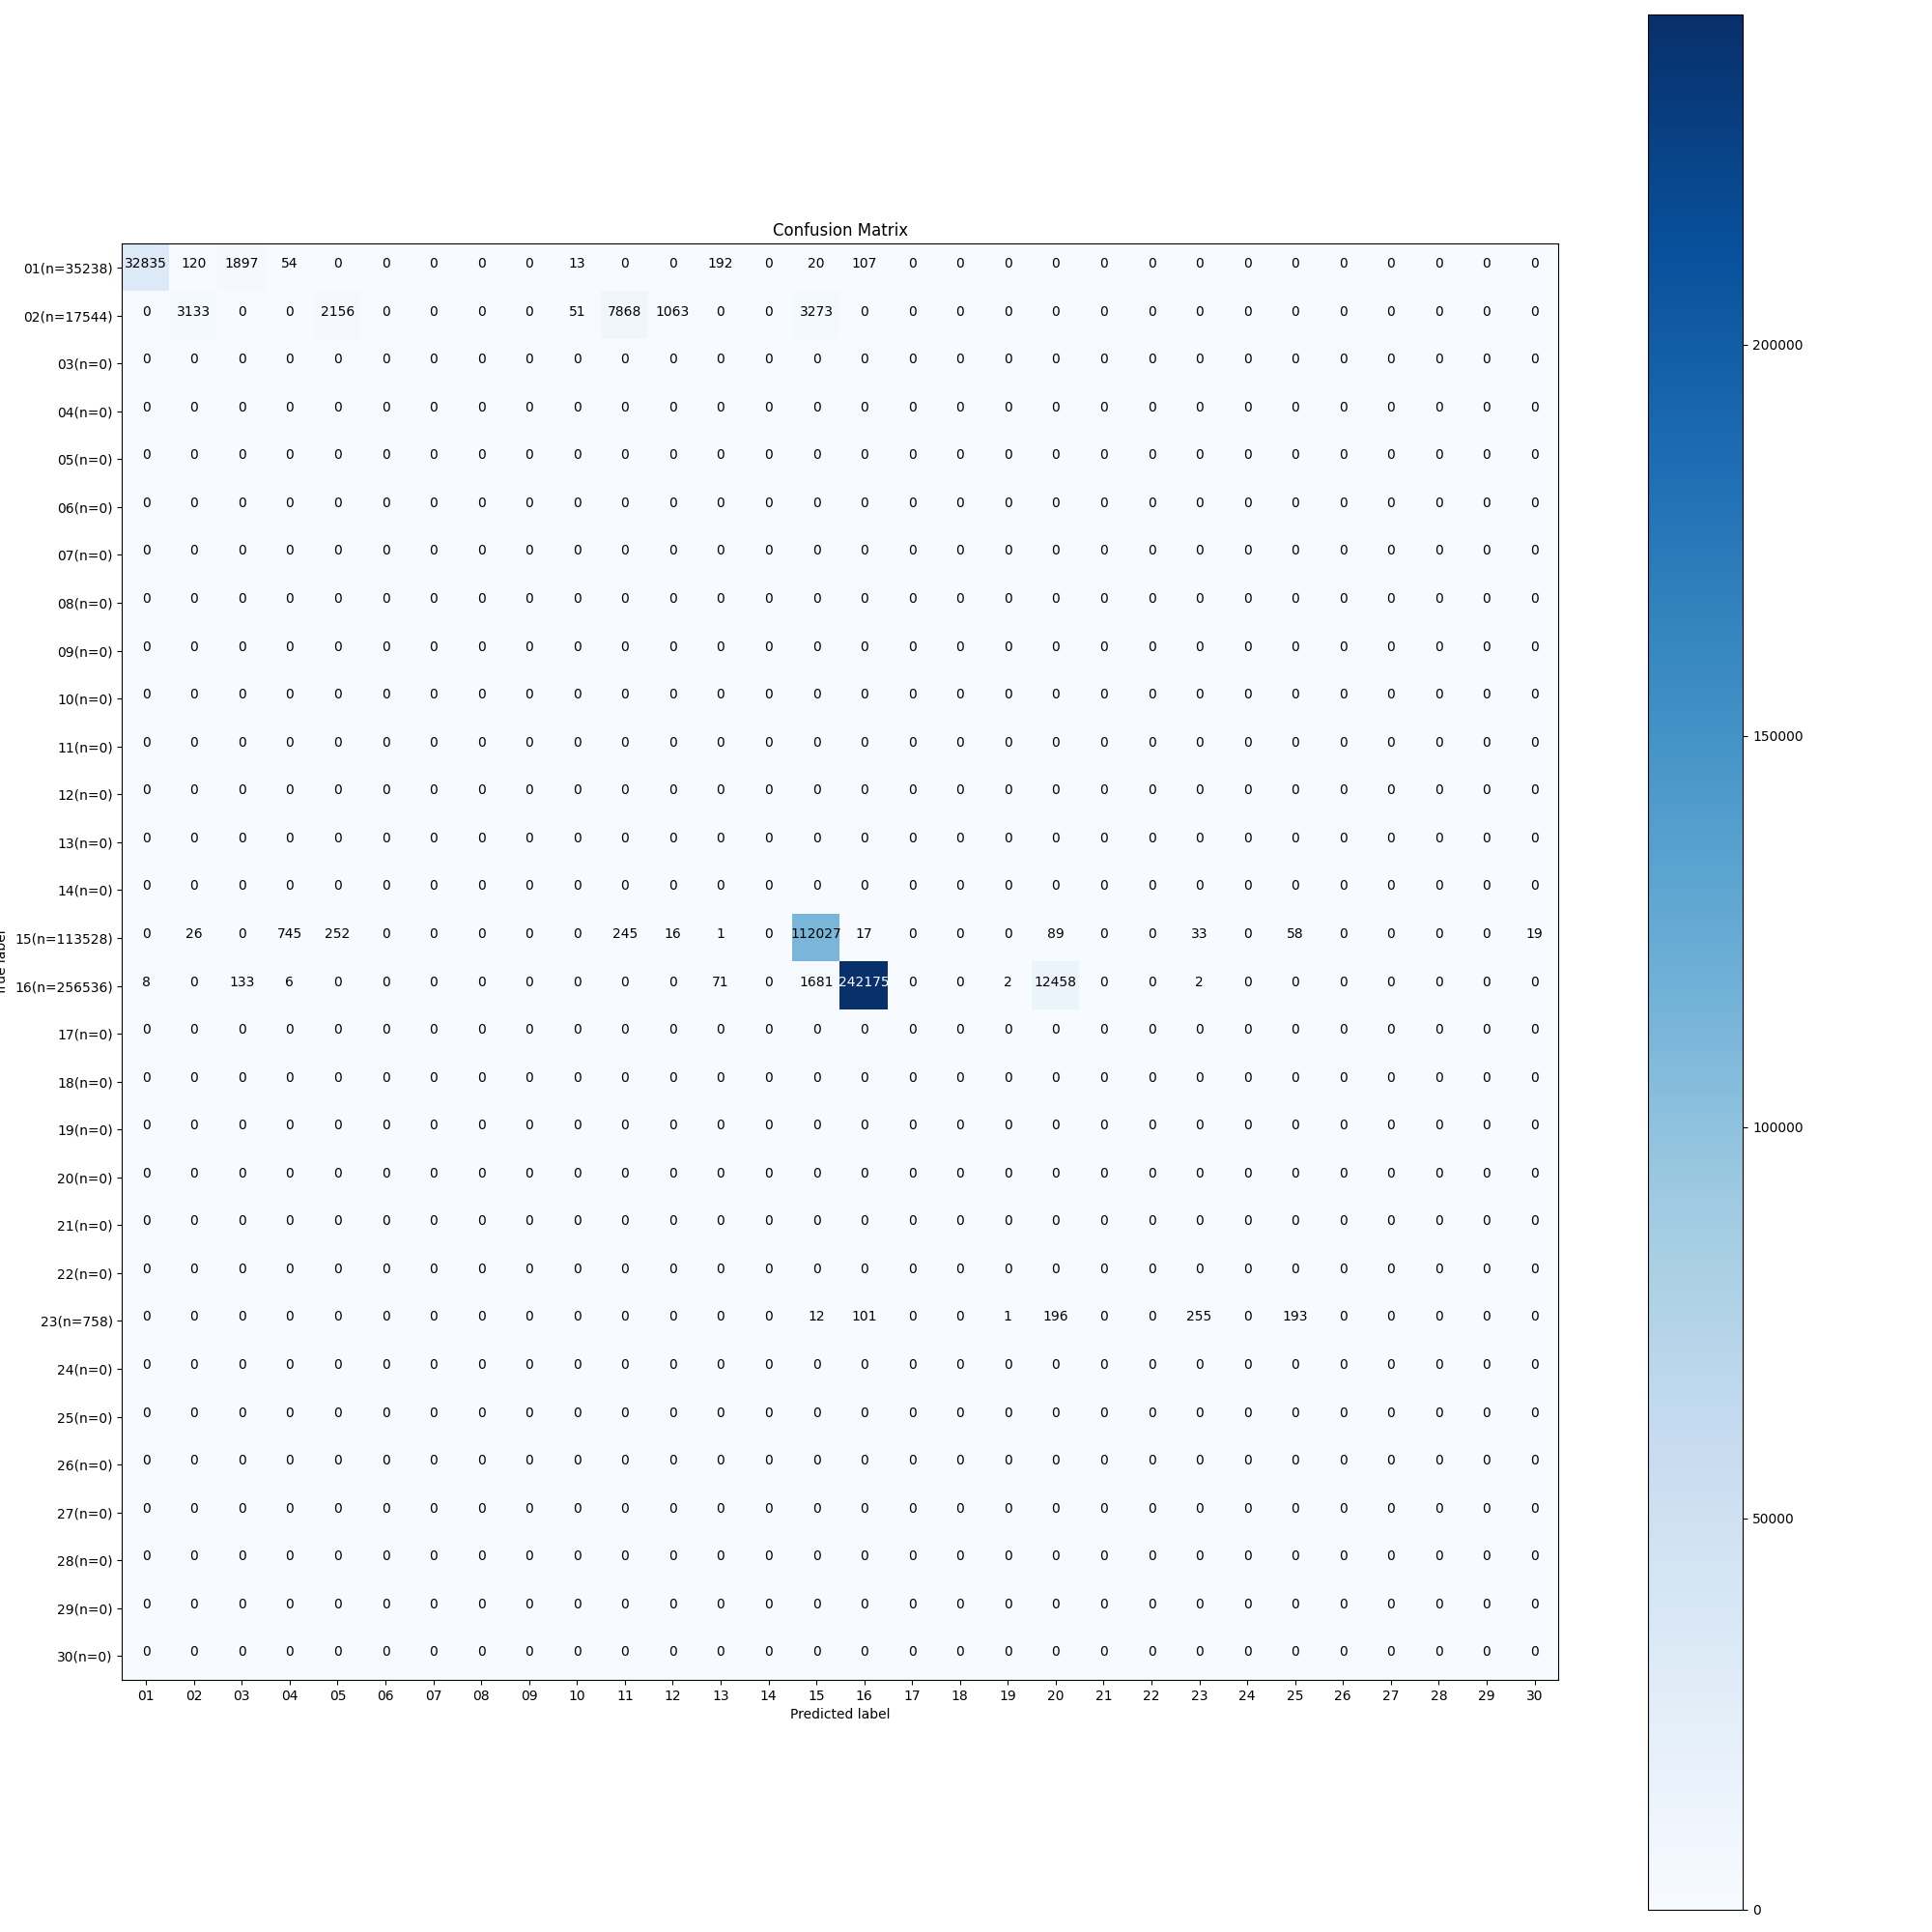 Confusion Matrix
01(n=35238) 32835 120 1897 54 0 0 0 0 0 13 0 0 192 0 20 107 0 0 0 0 0 0 0 0 0 0 0 0 0 0
02(n=17544) 0 3133 0 0 2156 0 0 0 0 51 7868 1063 0 0 3273 0 0 0 0 0 0 0 0 0 0 0 0 0 0 0
03(n=0) 0 0 0 0 0 0 0 0 0 0 0 0 0 0 0 0 0 0 0 0 0 0 0 0 0 0 0 0 0 0
04(n=0) 0 0 0 0 0 0 0 0 0 0 0 0 0 0 0 0 0 0 0 0 0 0 0 0 0 0 0 0 0 0
05(n=0) 0 0 0 0 0 0 0 0 0 0 0 0 0 0 0 0 0 0 0 0 0 0 0 0 0 0 0 0 0 0
06(n=0) 0 0 0 0 0 0 0 0 0 0 0 0 0 0 0 0 0 0 0 0 0 0 0 0 0 0 0 0 0 0
07(n=0) 0 0 0 0 0 0 0 0 0 0 0 0 0 0 0 0 0 0 0 0 0 0 0 0 0 0 0 0 0 0
08(n=0) 0 0 0 0 0 0 0 0 0 0 0 0 0 0 0 0 0 0 0 0 0 0 0 0 0 0 0 0 0 0
09(n=0) 0 0 0 0 0 0 0 0 0 0 0 0 0 0 0 0 0 0 0 0 0 0 0 0 0 0 0 0 0 0
10(n=0) 0 0 0 0 0 0 0 0 0 0 0 0 0 0 0 0 0 0 0 0 0 0 0 0 0 0 0 0 0 0
11(n=0) 0 0 0 0 0 0 0 0 0 0 0 0 0 0 0 0 0 0 0 0 0 0 0 0 0 0 0 0 0 0
12(n=0) 0 0 0 0 0 0 0 0 0 0 0 0 0 0 0 0 0 0 0 0 0 0 0 0 0 0 0 0 0 0
13(n=0) 0 0 0 0 0 0 0 0 0 0 0 0 0 0 0 0 0 0 0 0 0 0 0 0 0 0 0 0 0 0
14(n=0) 0 0 0 0 0 0 0 0 0 0 0 0 0 0 0 0 0 0 0 0 0 0 0 0 0 0 0 0 0 0
15(n=113528) 0 26 0 745 252 0 0 0 0 0 245 16 1 0 112027 17 0 0 0 89 0 0 33 0 58 0 0 0 0 19
16(n=256536) 8 0 133 6 0 0 0 0 0 0 0 0 71 0 1681 242175 0 0 2 12458 0 0 2 0 0 0 0 0 0 0
17(n=0) 0 0 0 0 0 0 0 0 0 0 0 0 0 0 0 0 0 0 0 0 0 0 0 0 0 0 0 0 0 0
18(n=0) 0 0 0 0 0 0 0 0 0 0 0 0 0 0 0 0 0 0 0 0 0 0 0 0 0 0 0 0 0 0
19(n=0) 0 0 0 0 0 0 0 0 0 0 0 0 0 0 0 0 0 0 0 0 0 0 0 0 0 0 0 0 0 0
20(n=0) 0 0 0 0 0 0 0 0 0 0 0 0 0 0 0 0 0 0 0 0 0 0 0 0 0 0 0 0 0 0
21(n=0) 0 0 0 0 0 0 0 0 0 0 0 0 0 0 0 0 0 0 0 0 0 0 0 0 0 0 0 0 0 0
22(n=0) 0 0 0 0 0 0 0 0 0 0 0 0 0 0 0 0 0 0 0 0 0 0 0 0 0 0 0 0 0 0
23(n=758) 0 0 0 0 0 0 0 0 0 0 0 0 0 0 12 101 0 0 1 196 0 0 255 0 193 0 0 0 0 0
24(n=0) 0 0 0 0 0 0 0 0 0 0 0 0 0 0 0 0 0 0 0 0 0 0 0 0 0 0 0 0 0 0
25(n=0) 0 0 0 0 0 0 0 0 0 0 0 0 0 0 0 0 0 0 0 0 0 0 0 0 0 0 0 0 0 0
26(n=0) 0 0 0 0 0 0 0 0 0 0 0 0 0 0 0 0 0 0 0 0 0 0 0 0 0 0 0 0 0 0
27(n=0) 0 0 0 0 0 0 0 0 0 0 0 0 0 0 0 0 0 0 0 0 0 0 0 0 0 0 0 0 0 0
28(n=0) 0 0 0 0 0 0 0 0 0 0 0 0 0 0 0 0 0 0 0 0 0 0 0 0 0 0 0 0 0 0
29(n=0) 0 0 0 0 0 0 0 0 0 0 0 0 0 0 0 0 0 0 0 0 0 0 0 0 0 0 0 0 0 0
30(n=0) 0 0 0 0 0 0 0 0 0 0 0 0 0 0 0 0 0 0 0 0 0 0 0 0 0 0 0 0 0 0
01 02 03 04 05 06 07 08 09 10 11 12 13 14 15 16 17 18 19 20 21 22 23 24 25 26 27 28 29 30
Predicted label
200000
150000
100000
50000
0